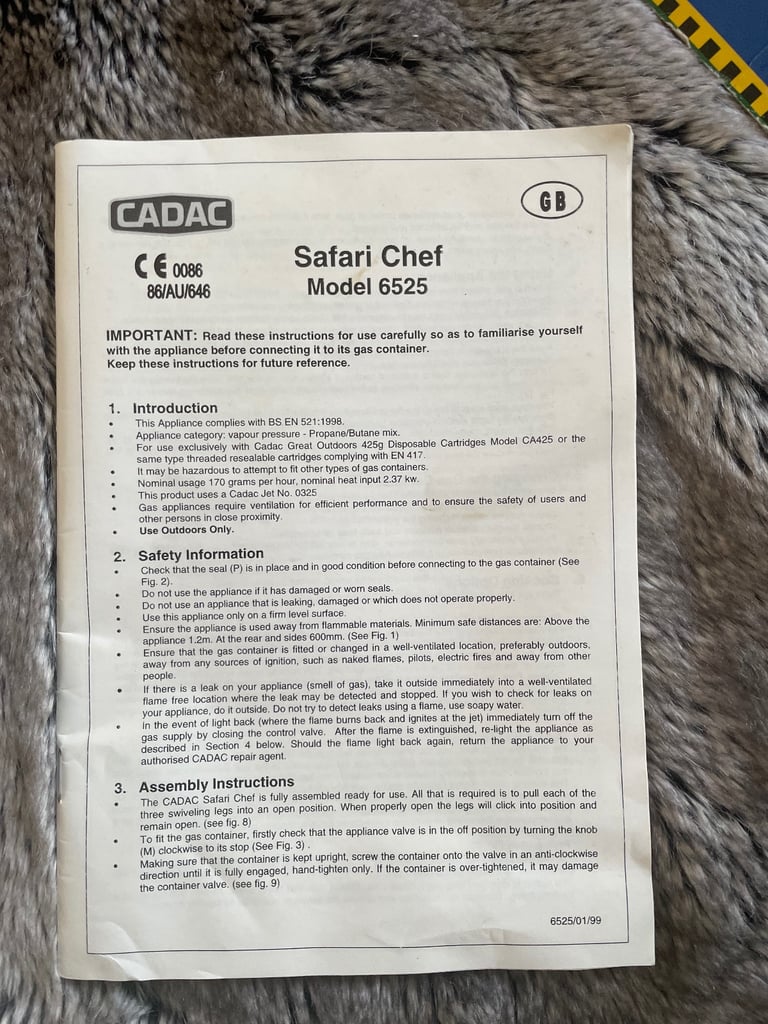 CADAC
GB
CE 0086
86/AU/646
Safari Chef
Model 6525
IMPORTANT: Read these instructions for use carefully so as to familiarise yourself
with the appliance before connecting it to its gas container.
Keep these instructions for future reference.
1. Introduction
• This Appliance complies with BS EN 521:1998.
• Appliance category: vapour pressure - Propane/Butane mix.
• For use exclusively with Cadac Great Outdoors 425g Disposable Cartridges Model CA425 or the
same type threaded resealable cartridges complying with EN 417.
• It may be hazardous to attempt to fit other types of gas containers.
• Nominal usage 170 grams per hour, nominal heat input 2.37 kw.
• This product uses a Cadac Jet No. 0325
• Gas appliances require ventilation for efficient performance and to ensure the safety of users and
other persons in close proximity.
• Use Outdoors Only.
2. Safety Information
• Check that the seal (P) is in place and in good condition before connecting to the gas container (See
Fig. 2).
• Do not use the appliance if it has damaged or worn seals.
• Do not use an appliance that is leaking, damaged or which does not operate properly.
• Use this appliance only on a firm level surface.
• Ensure the appliance is used away from flammable materials. Minimum safe distances are: Above the
appliance 1.2m. At the rear and sides 600mm. (See Fig. 1)
• Ensure that the gas container is fitted or changed in a well-ventilated location, preferably outdoors,
away from any sources of ignition, such as naked flames, pilots, electric fires and away from other
people.
• If there is a leak on your appliance (smell of gas), take it outside immediately into a well-ventilated
flame free location where the leak may be detected and stopped. If you wish to check for leaks on
your appliance, do it outside. Do not try to detect leaks using a flame, use soapy water.
• in the event of light back (where the flame burns back and ignites at the jet) immediately turn off the
gas supply by closing the control valve. After the flame is extinguished, re-light the appliance as
described in Section 4 below. Should the flame light back again, return the appliance to your
authorised CADAC repair agent.
3. Assembly Instructions
• The CADAC Safari Chef is fully assembled ready for use. All that is required is to pull each of the
three swiveling legs into an open position. When properly open the legs will click into position and
remain open. (see fig. 8)
• To fit the gas container, firstly check that the appliance valve is in the off position by turning the knob
(M) clockwise to its stop (See Fig. 3) .
• Making sure that the container is kept upright, screw the container onto the valve in an anti-clockwise
direction until it is fully engaged, hand-tighten only. If the container is over-tightened, it may damage
the container valve. (see fig. 9)
6525/01/99